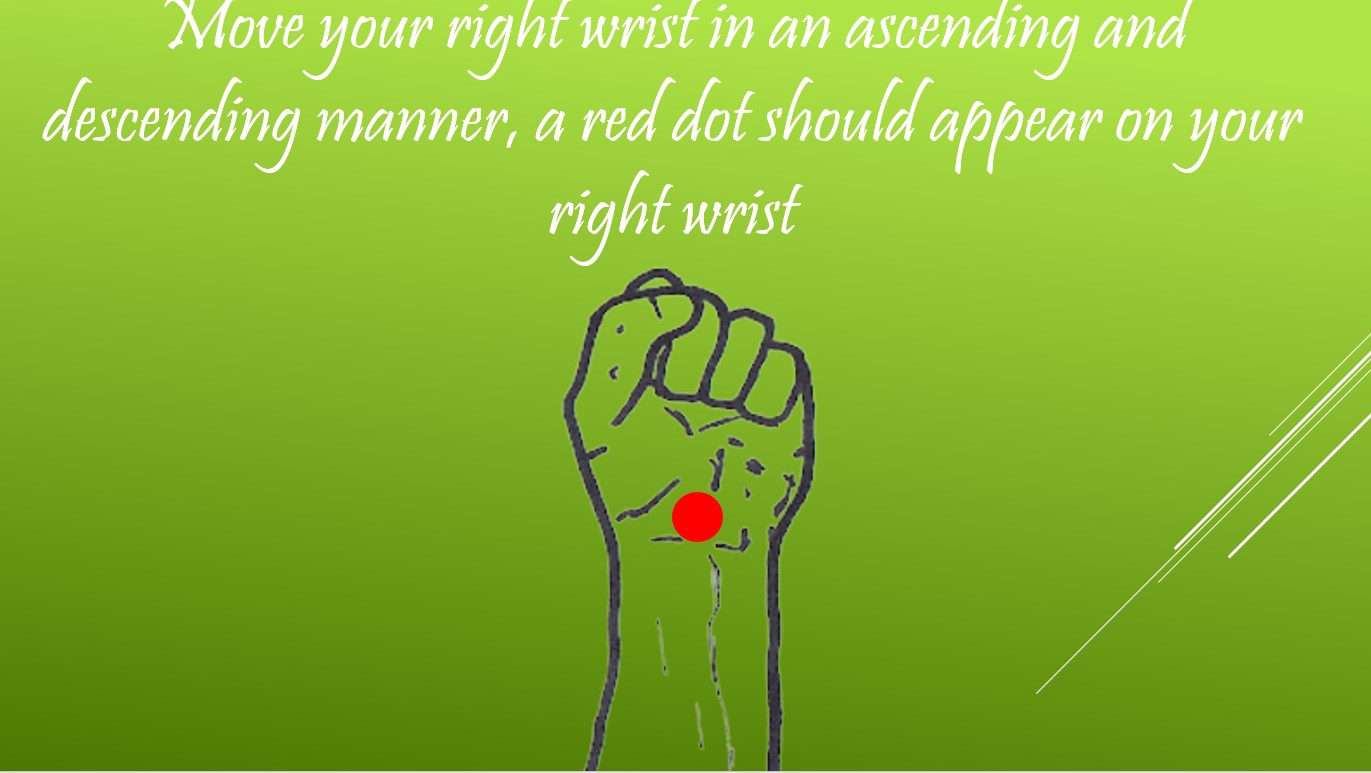 Move your right wrist in an ascending and
descending manner, a red dot should appear on your
right wrist